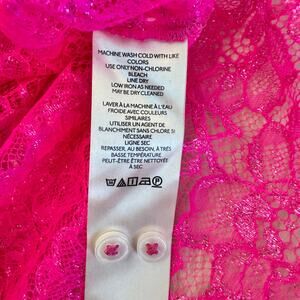 MACHINE WASH COLD WITH LIKE
COLORS
USE ONLY NON-CHLORINE
BLEACH
LINE DRY
LOW IRON AS NEEDED
MAY BE DRY CLEANED
LAVER À LA MACHINE À L'EAU
FROIDE AVEC COULEURS
SIMILAIRES
UTILISER UN AGENT DE
BLANCHIMENT SANS CHLORE SI
NÉCESSAIRE
LIGNE SEC
REPASSER, AU BESOIN, À TRÈS
BASSE TEMPÉRATURE
PEUT-ÊTRE ÊTRE NETTOYÉE
À SEC